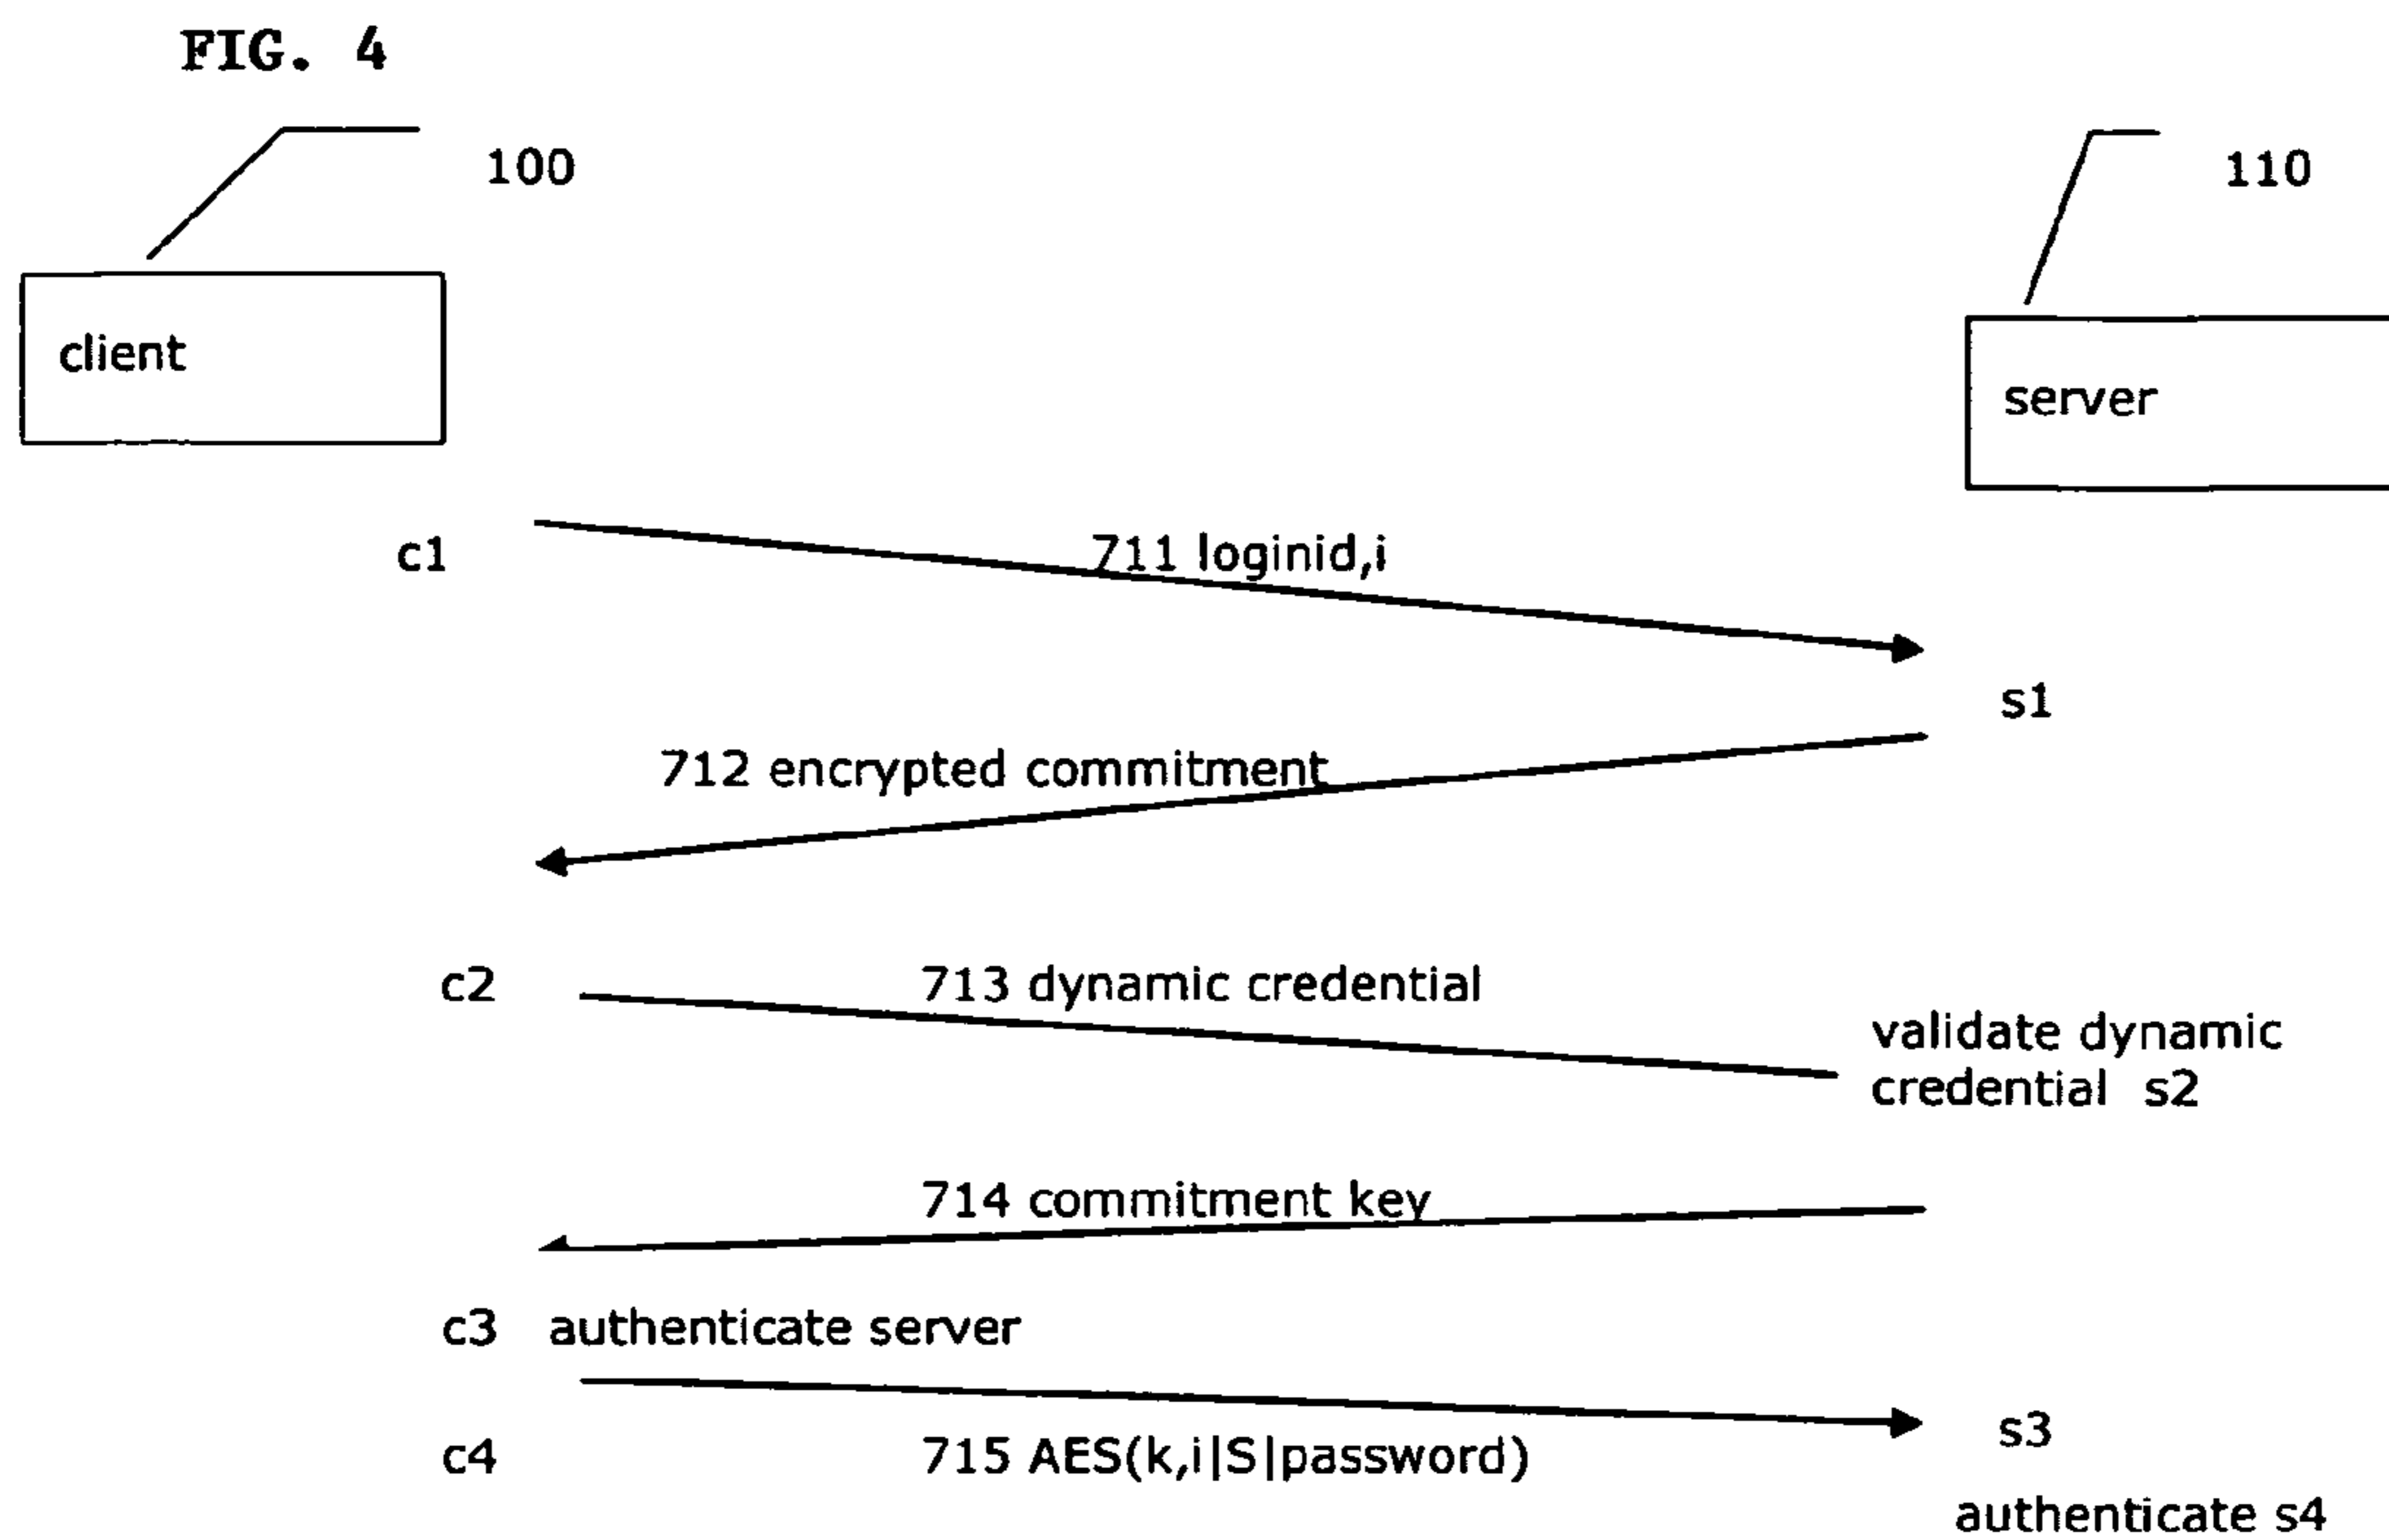 FIG. 4
100
110
client
server
c1
711 loginid,i
s1
712 encrypted commitment
c2
713 dynamic credential
validate dynamic
credential s2
714 commitment key
c3 authenticate server
s3
c4
715 AES(k,i|S|password)
authenticate s4